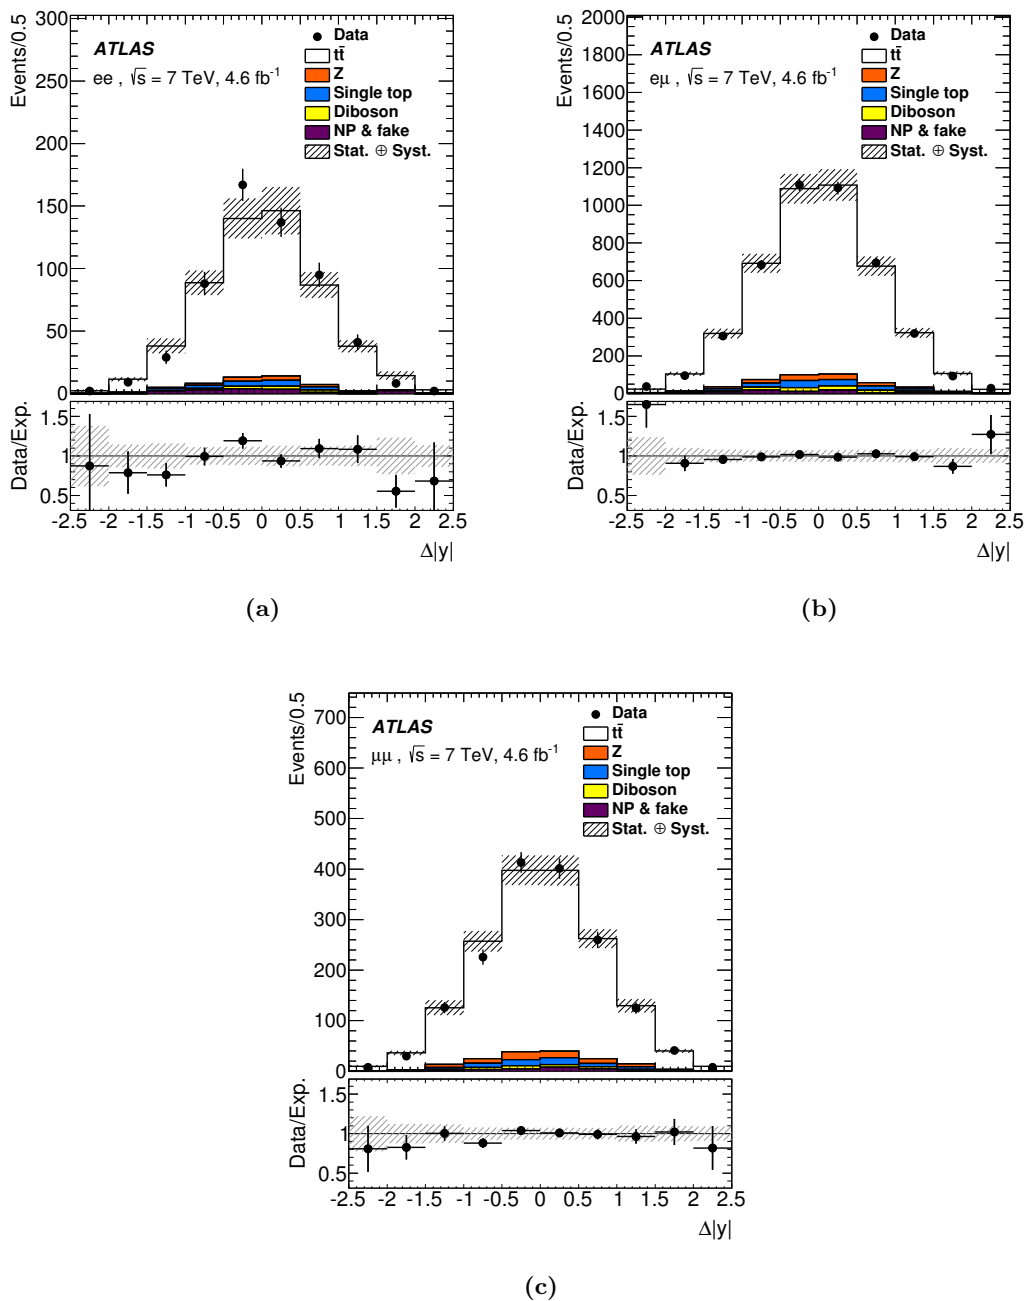 Events/0.5
300
250
200
150
100
50
0
ATLAS
ee , √s = 7 TeV, 4.6 fb⁻¹
Data
tt̄
Z
Single top
Diboson
NP & fake
Stat. ⊕ Syst.
Data/Exp.
1.5
1
0.5
-2.5 -2 -1.5 -1 -0.5 0 0.5 1 1.5 2 2.5
Δ|y|
(a)
Events/0.5
2000
1800
1600
1400
1200
1000
800
600
400
200
0
ATLAS
eμ , √s = 7 TeV, 4.6 fb⁻¹
Data
tt̄
Z
Single top
Diboson
NP & fake
Stat. ⊕ Syst.
Data/Exp.
1.5
1
0.5
-2.5 -2 -1.5 -1 -0.5 0 0.5 1 1.5 2 2.5
Δ|y|
(b)
Events/0.5
700
600
500
400
300
200
100
0
ATLAS
μμ , √s = 7 TeV, 4.6 fb⁻¹
Data
tt̄
Z
Single top
Diboson
NP & fake
Stat. ⊕ Syst.
Data/Exp.
1.5
1
0.5
-2.5 -2 -1.5 -1 -0.5 0 0.5 1 1.5 2 2.5
Δ|y|
(c)